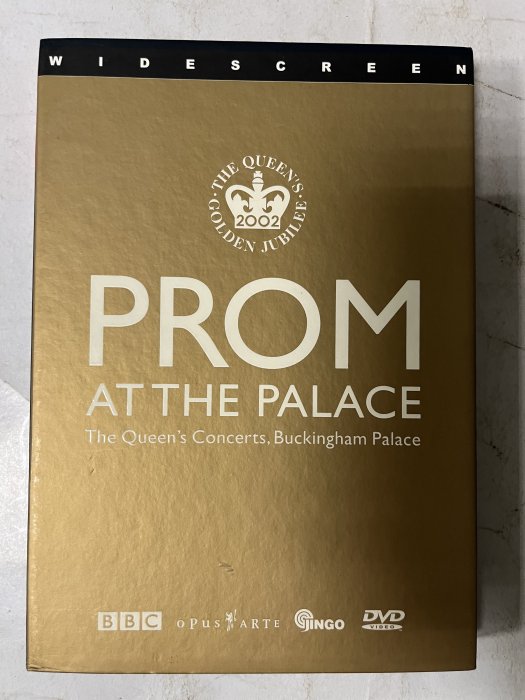 WIDESCREEN
· THE QUEEN'S ·
2002
GOLDEN JUBILEE
PROM
AT THE PALACE
The Queen's Concerts, Buckingham Palace
BBC OPUS ARTE JINGO DVD
VIDEO